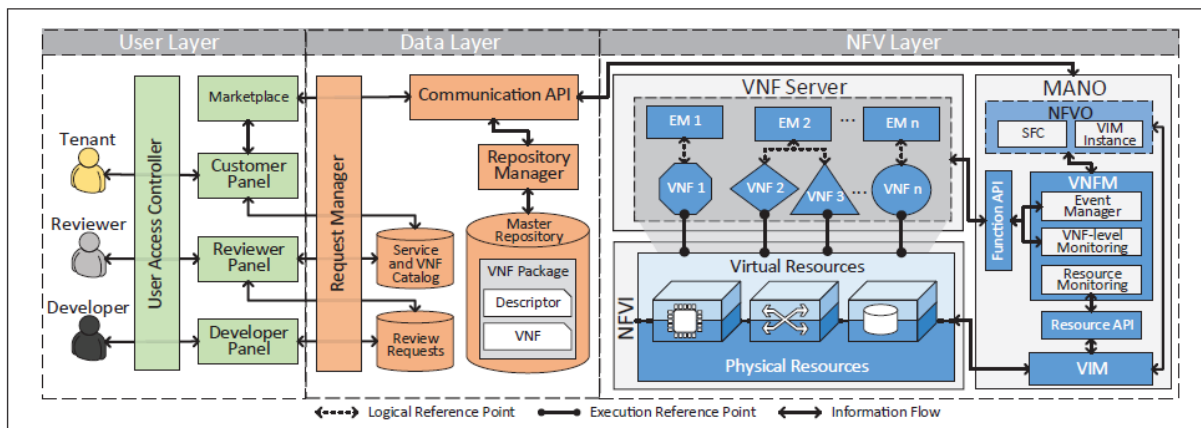 User Layer
Data Layer
NFV Layer
Tenant
Reviewer
Developer
User Access Controller
Marketplace
Customer
Panel
Reviewer
Panel
Developer
Panel
Request Manager
Communication API
Repository
Manager
Master
Repository
Service
and VNF
Catalog
Review
Requests
VNF Package
Descriptor
VNF
VNF Server
EM 1
EM 2
...
EM n
VNF 1
VNF 2
VNF 3
...
VNF n
NFVI
Virtual Resources
Physical Resources
MANO
NFVO
SFC
VIM
Instance
Function API
VNFM
Event
Manager
VNF-level
Monitoring
Resource
Monitoring
Resource API
VIM
Logical Reference Point
Execution Reference Point
Information Flow